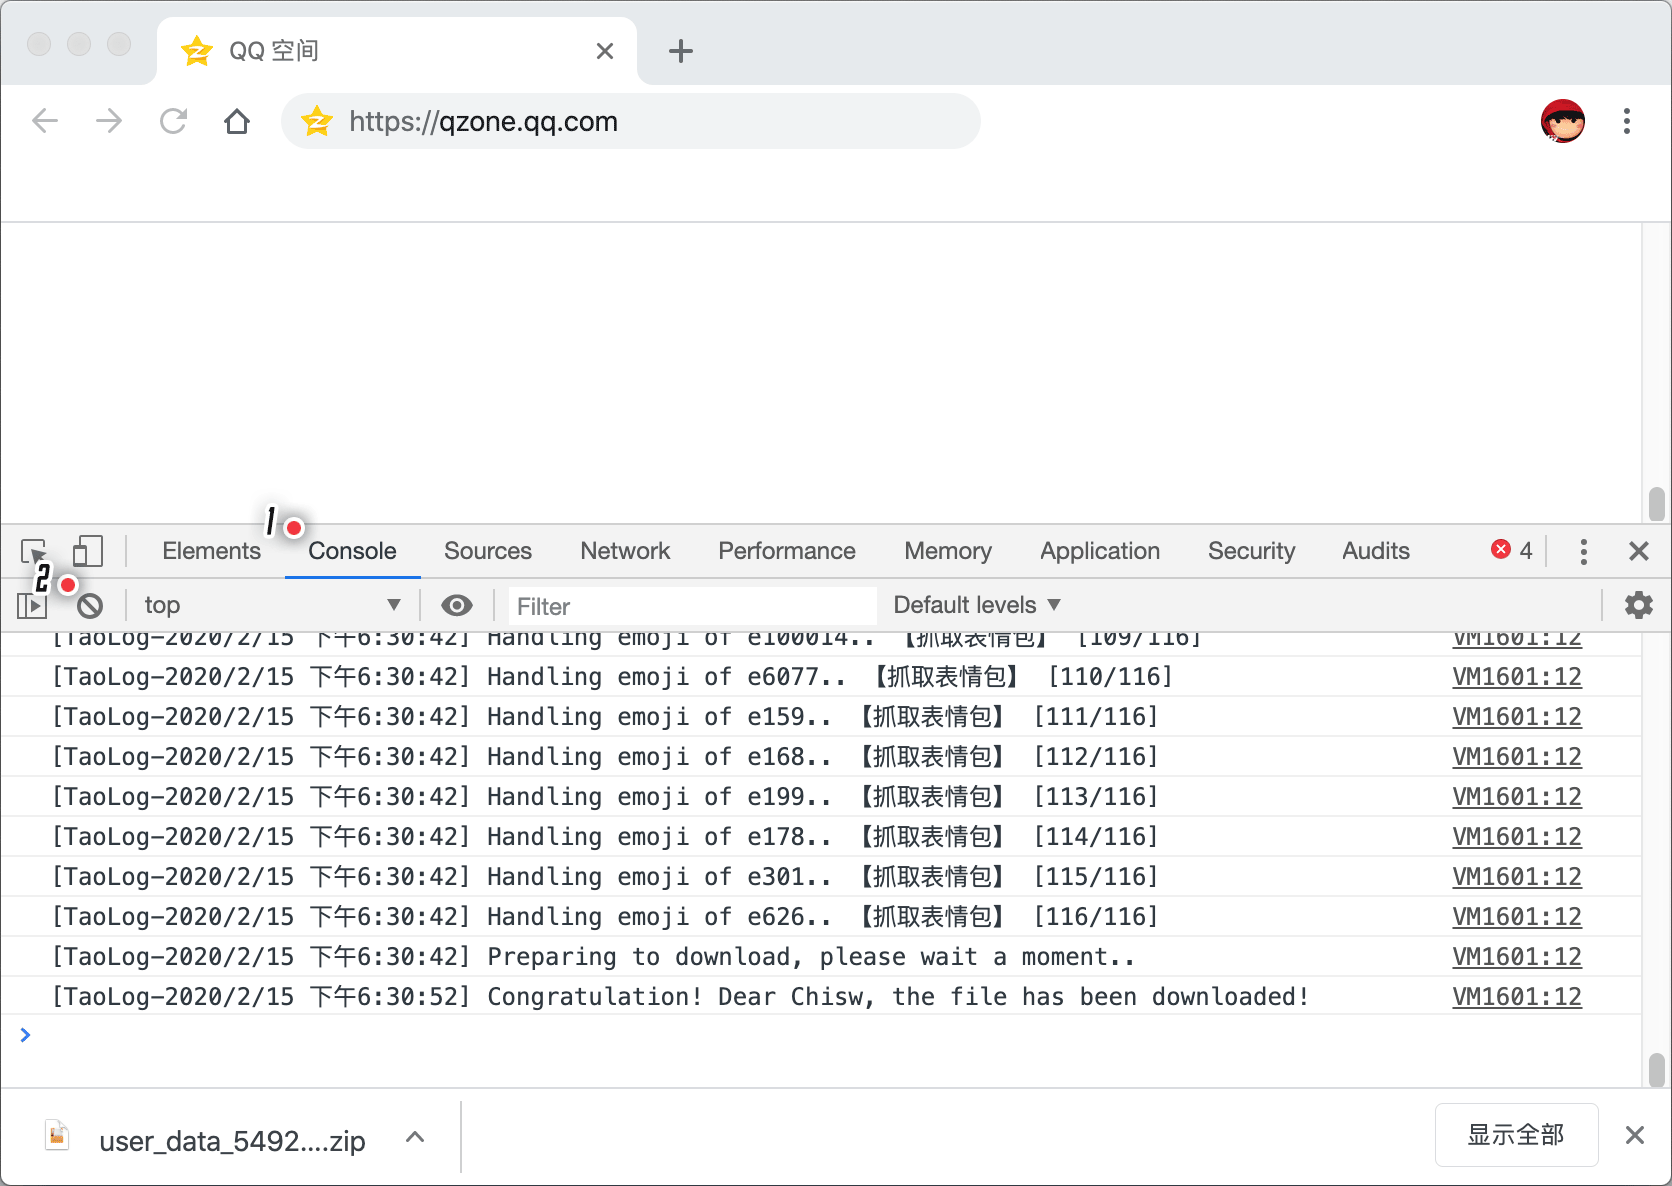 QQ 空间
https://qzone.qq.com
1
Elements Console Sources Network Performance Memory Application Security Audits 4
2
top Filter Default levels
[TaoLog-2020/2/15 下午6:30:42] Handling emoji of e100014.. 【抓取表情包】 [109/116] VM1601:12
[TaoLog-2020/2/15 下午6:30:42] Handling emoji of e6077.. 【抓取表情包】 [110/116] VM1601:12
[TaoLog-2020/2/15 下午6:30:42] Handling emoji of e159.. 【抓取表情包】 [111/116] VM1601:12
[TaoLog-2020/2/15 下午6:30:42] Handling emoji of e168.. 【抓取表情包】 [112/116] VM1601:12
[TaoLog-2020/2/15 下午6:30:42] Handling emoji of e199.. 【抓取表情包】 [113/116] VM1601:12
[TaoLog-2020/2/15 下午6:30:42] Handling emoji of e178.. 【抓取表情包】 [114/116] VM1601:12
[TaoLog-2020/2/15 下午6:30:42] Handling emoji of e301.. 【抓取表情包】 [115/116] VM1601:12
[TaoLog-2020/2/15 下午6:30:42] Handling emoji of e626.. 【抓取表情包】 [116/116] VM1601:12
[TaoLog-2020/2/15 下午6:30:42] Preparing to download, please wait a moment.. VM1601:12
[TaoLog-2020/2/15 下午6:30:52] Congratulation! Dear Chisw, the file has been downloaded! VM1601:12
user_data_5492....zip 显示全部